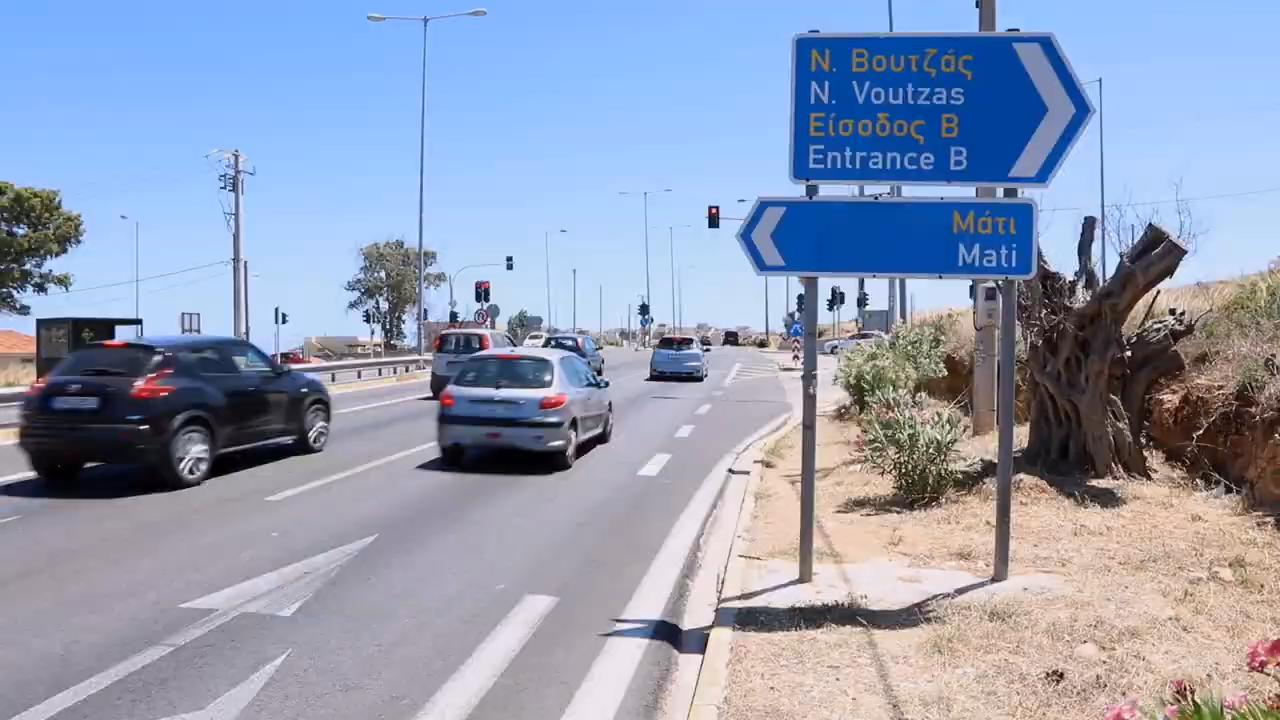 Ν. Βουτζάς
N. Voutzas
Είσοδος Β
Entrance B
Μάτι
Mati